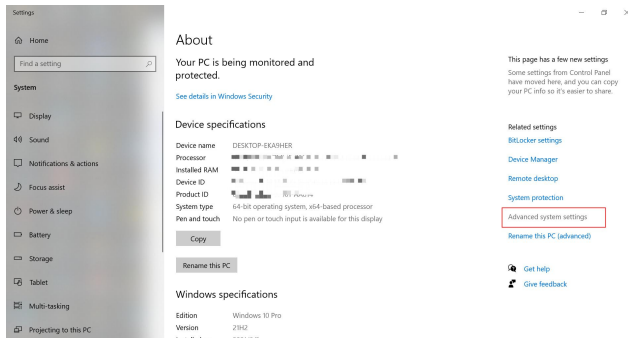 Settings
Home
Find a setting
System
Display
Sound
Notifications & actions
Focus assist
Power & sleep
Battery
Storage
Tablet
Multi-tasking
Projecting to this PC
About
Your PC is being monitored and
protected.
See details in Windows Security
Device specifications
Device name DESKTOP-EKA9HER
Processor
Installed RAM
Device ID
Product ID
System type 64-bit operating system, x64-based processor
Pen and touch No pen or touch input is available for this display
Copy
Rename this PC
Windows specifications
Edition Windows 10 Pro
Version 21H2
This page has a few new settings
Some settings from Control Panel
have moved here, and you can copy
your PC info so it's easier to share.
Related settings
BitLocker settings
Device Manager
Remote desktop
System protection
Advanced system settings
Rename this PC (advanced)
Get help
Give feedback